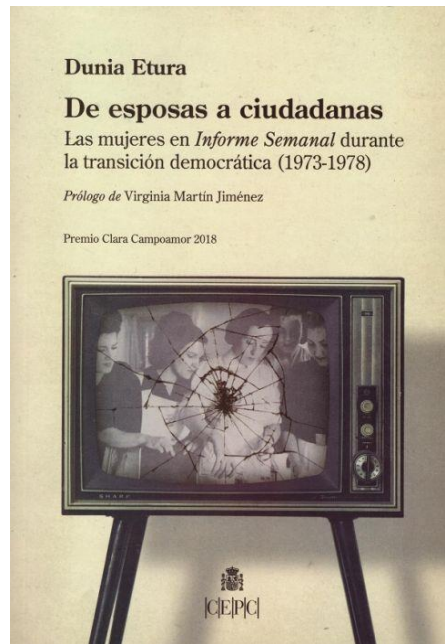 Dunia Etura
De esposas a ciudadanas
Las mujeres en Informe Semanal durante
la transición democrática (1973-1978)
Prólogo de Virginia Martín Jiménez
Premio Clara Campoamor 2018
SHARP
|C|E|P|C|